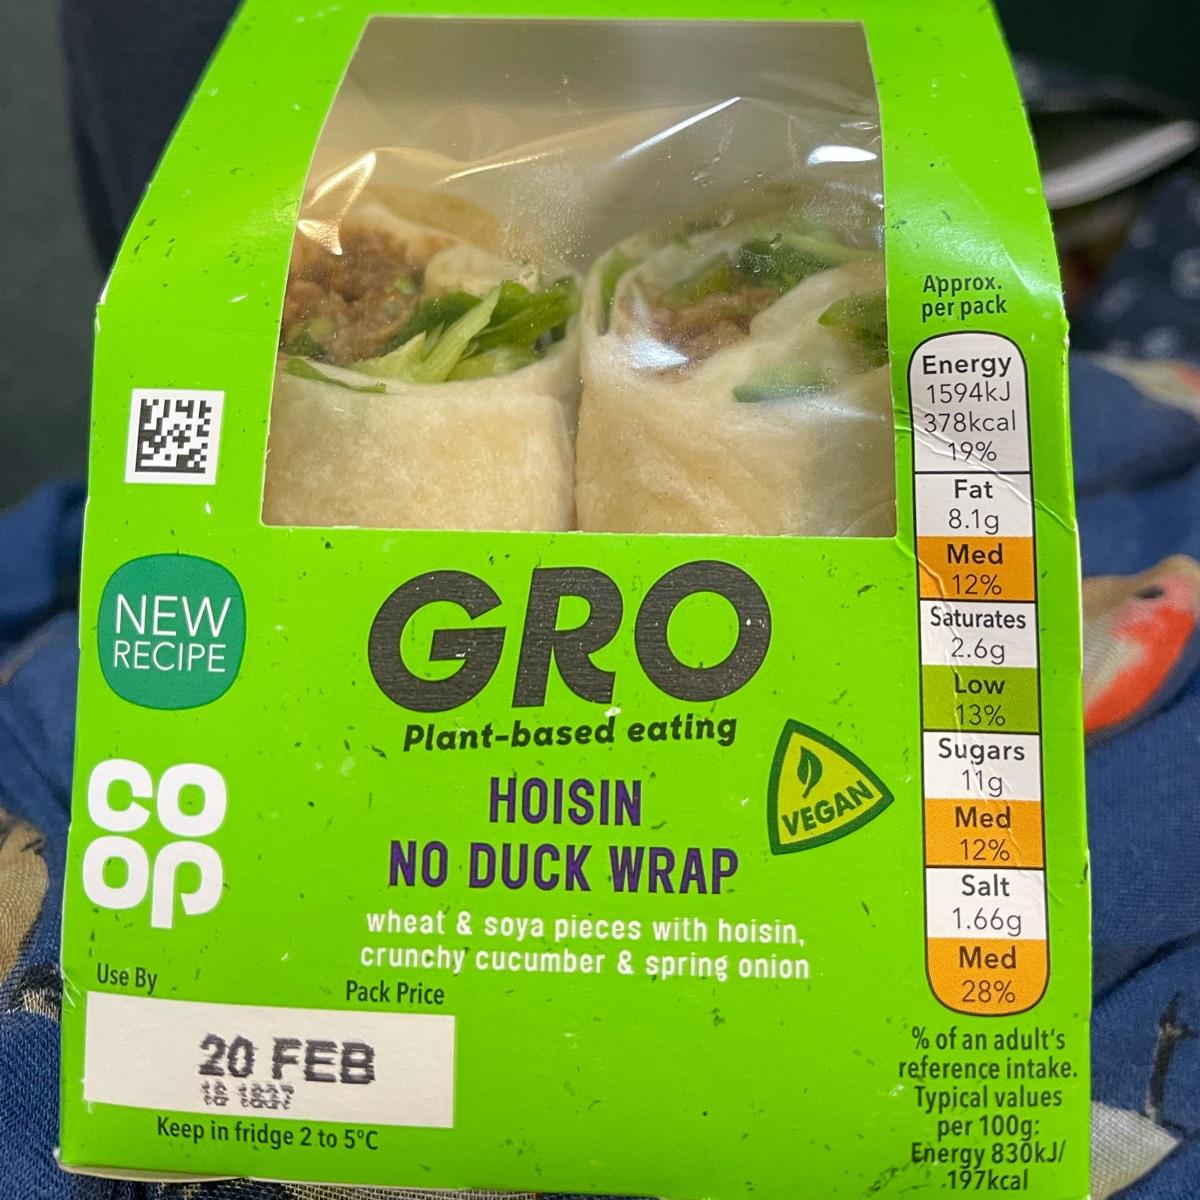 Approx.
per pack
Energy
1594kJ
378kcal
19%
Fat
8.1g
Med
12%
Saturates
2.6g
Low
13%
Sugars
11g
Med
12%
Salt
1.66g
Med
28%
% of an adult's
reference intake.
Typical values
per 100g:
Energy 830kJ/
197kcal
NEW
RECIPE
GRO
Plant-based eating
HOISIN
NO DUCK WRAP
VEGAN
wheat & soya pieces with hoisin,
crunchy cucumber & spring onion
CO
OP
Use By
Pack Price
20 FEB
Keep in fridge 2 to 5°C